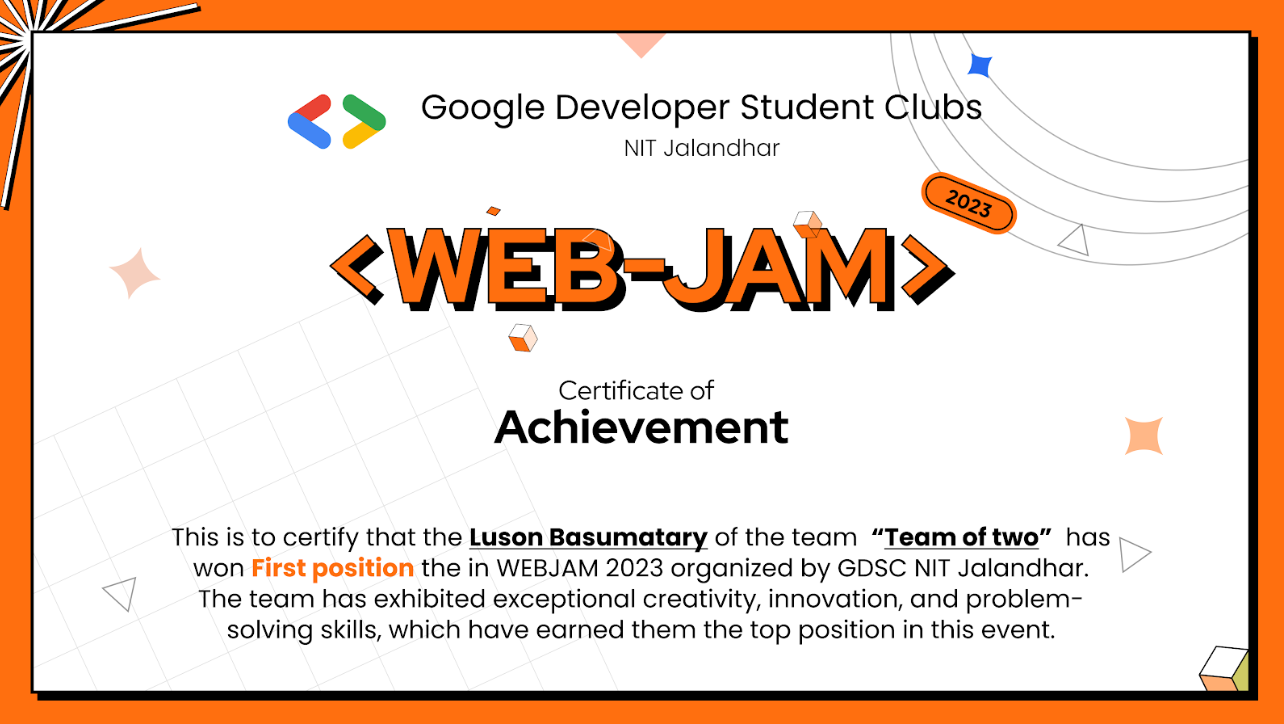 Google Developer Student Clubs
NIT Jalandhar
2023
<WEB-JAM>
Certificate of
Achievement
This is to certify that the Luson Basumatary of the team “Team of two” has
won First position the in WEBJAM 2023 organized by GDSC NIT Jalandhar.
The team has exhibited exceptional creativity, innovation, and problem-
solving skills, which have earned them the top position in this event.